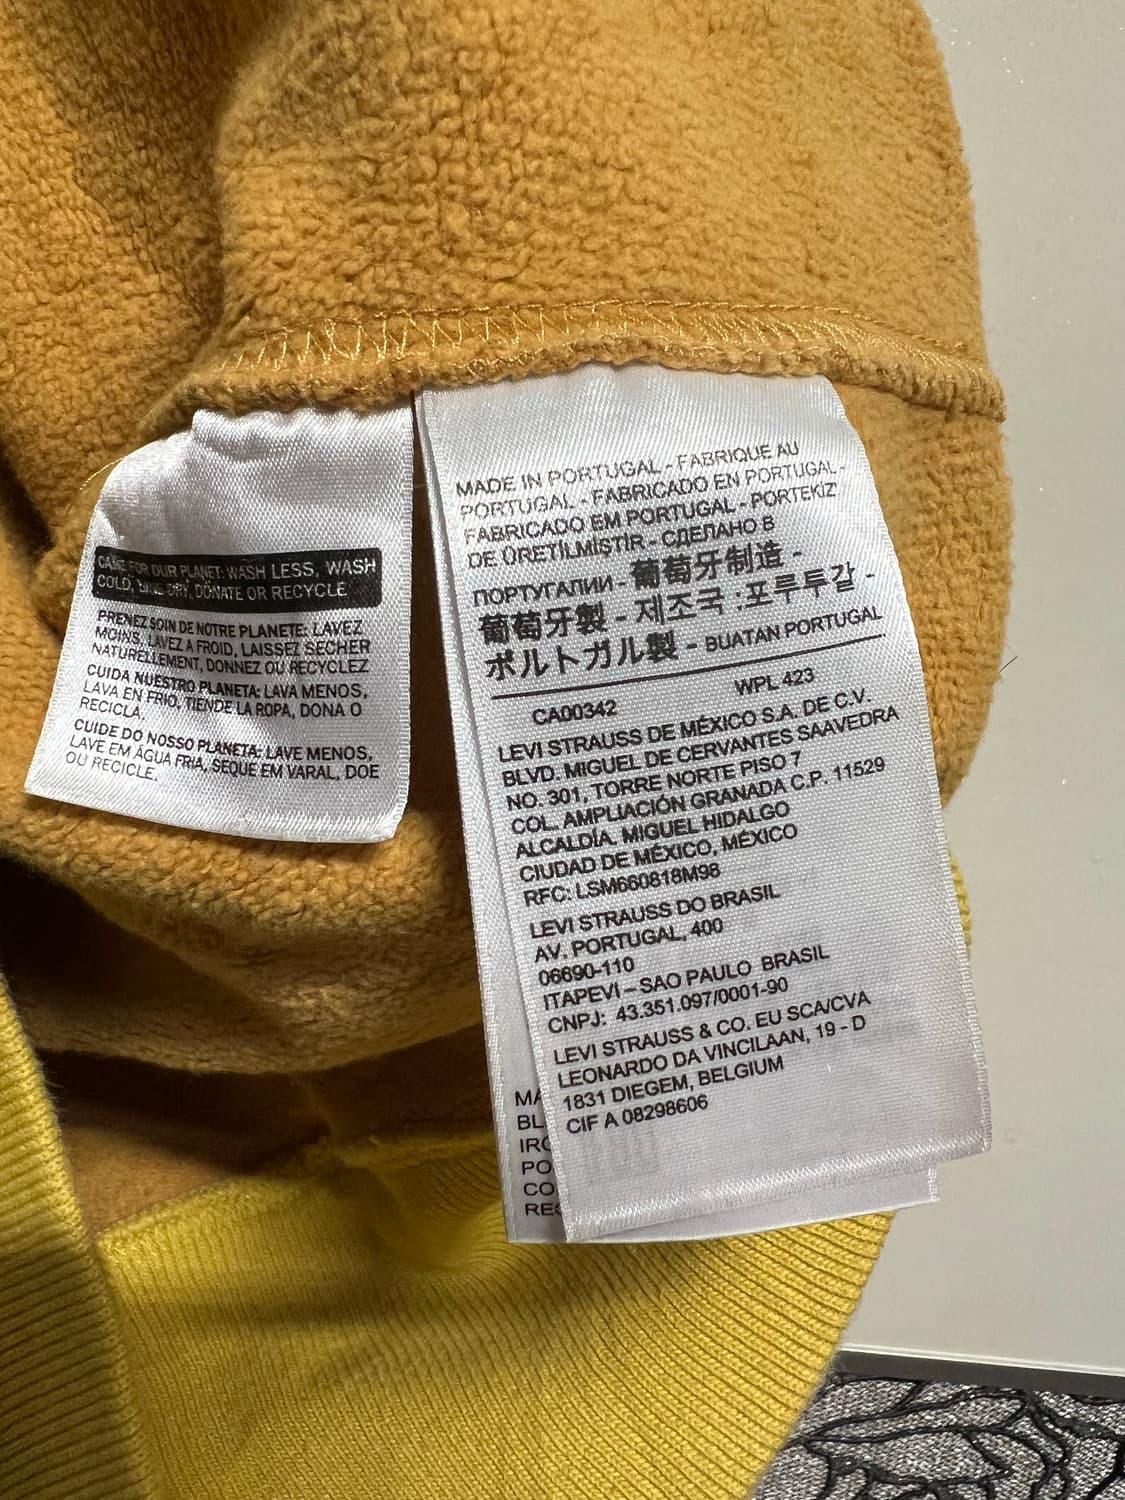 CARE FOR OUR PLANET: WASH LESS, WASH
COLD, LINE DRY, DONATE OR RECYCLE
PRENEZ SOIN DE NOTRE PLANETE: LAVEZ
MOINS, LAVEZ A FROID, LAISSEZ SECHER
NATURELLEMENT, DONNEZ OU RECYCLEZ
CUIDA NUESTRO PLANETA: LAVA MENOS,
LAVA EN FRIO, TIENDE LA ROPA, DONA O
RECICLA.
CUIDE DO NOSSO PLANETA: LAVE MENOS,
LAVE EM ÁGUA FRIA, SEQUE EM VARAL, DOE
OU RECICLE.
MADE IN PORTUGAL - FABRIQUE AU
PORTUGAL - FABRICADO EN PORTUGAL -
FABRICADO EM PORTUGAL - PORTEKİZ'
DE ÜRETİLMİŞTİR - СДЕЛАНО В
ПОРТУГАЛИИ - 葡萄牙制造 -
葡萄牙製 - 제조국 :포루투갈 -
ポルトガル製 - BUATAN PORTUGAL
WPL 423
CA00342
LEVI STRAUSS DE MÉXICO S.A. DE C.V.
BLVD. MIGUEL DE CERVANTES SAAVEDRA
NO. 301, TORRE NORTE PISO 7
COL. AMPLIACIÓN GRANADA C.P. 11529
ALCALDÍA. MIGUEL HIDALGO
CIUDAD DE MÉXICO, MÉXICO
RFC: LSM660818M98
LEVI STRAUSS DO BRASIL
AV. PORTUGAL, 400
06690-110
ITAPEVI – SAO PAULO BRASIL
CNPJ: 43.351.097/0001-90
LEVI STRAUSS & CO. EU SCA/CVA
LEONARDO DA VINCILAAN, 19 - D
1831 DIEGEM, BELGIUM
CIF A 08298606
MA
BL
IRO
PO
CO
RE